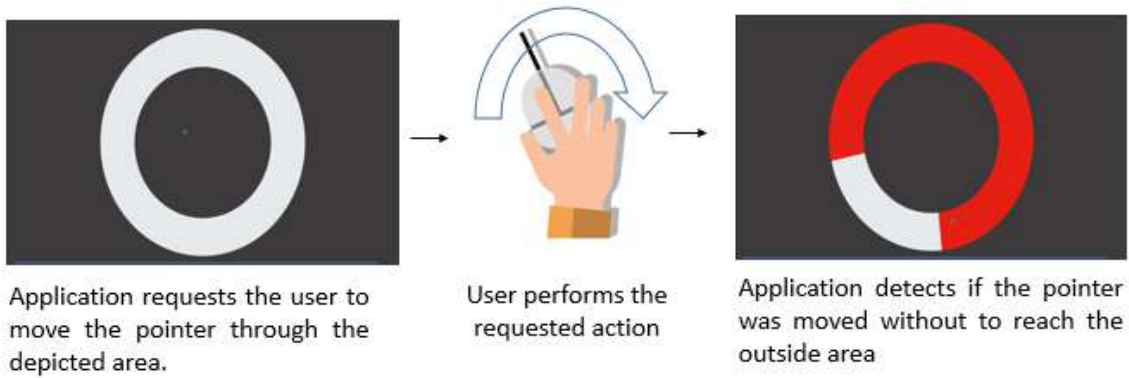 Application requests the user to
move the pointer through the
depicted area.
User performs the
requested action
Application detects if the pointer
was moved without to reach the
outside area